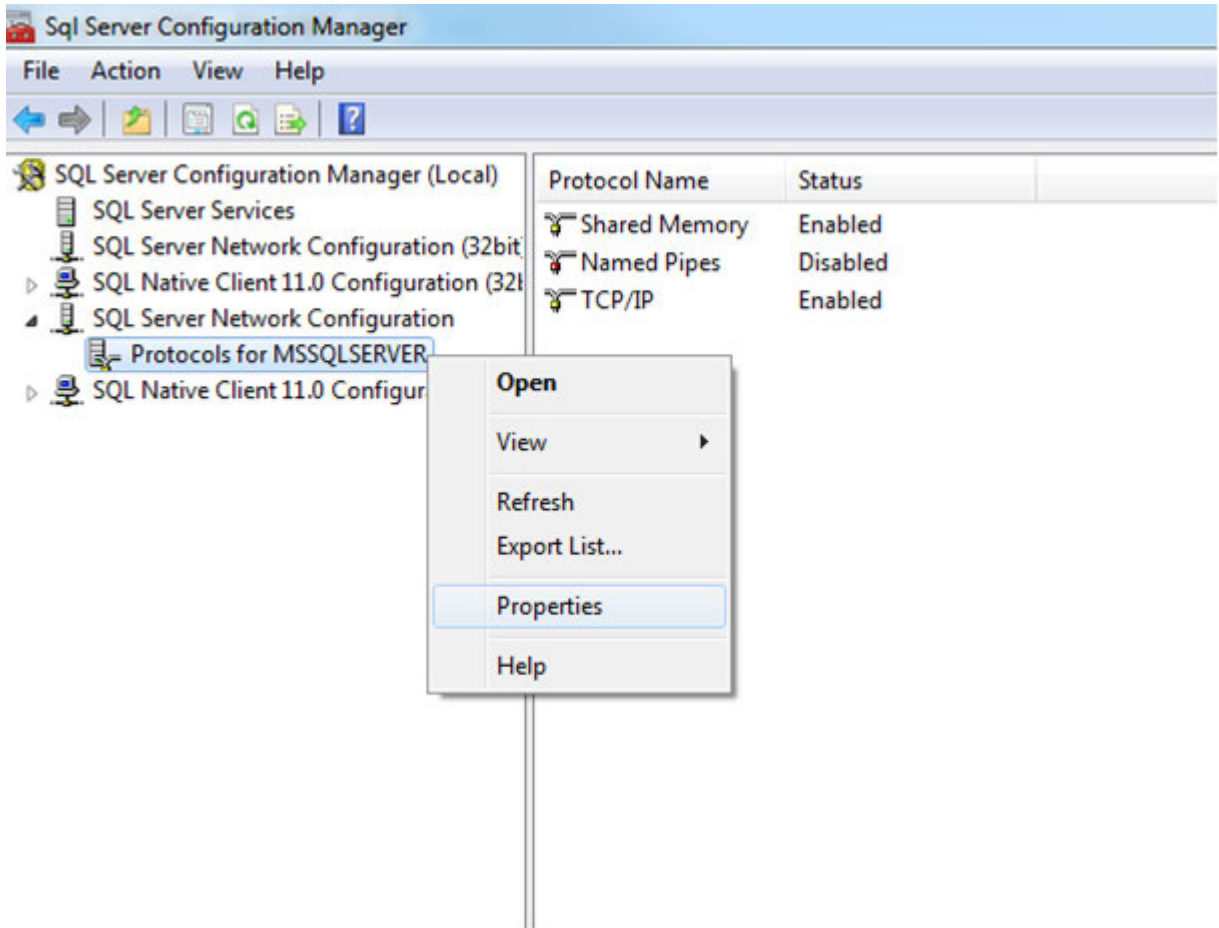 Sql Server Configuration Manager
File Action View Help
SQL Server Configuration Manager (Local)
SQL Server Services
SQL Server Network Configuration (32bit
SQL Native Client 11.0 Configuration (32b
SQL Server Network Configuration
Protocols for MSSQLSERVER
SQL Native Client 11.0 Configur
Protocol Name Status
Shared Memory Enabled
Named Pipes Disabled
TCP/IP Enabled
Open
View
Refresh
Export List...
Properties
Help